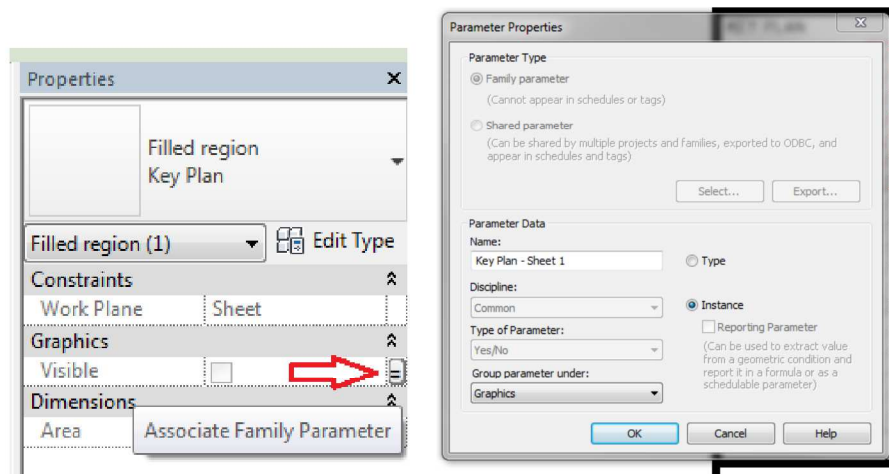 Properties
Filled region
Key Plan
Filled region (1)
Edit Type
Constraints
Work Plane
Sheet
Graphics
Visible
Dimensions
Area
Associate Family Parameter
KEY PLAN
Parameter Properties
Parameter Type
Family parameter
(Cannot appear in schedules or tags)
Shared parameter
(Can be shared by multiple projects and families, exported to ODBC, and
appear in schedules and tags)
Select...
Export...
Parameter Data
Name:
Key Plan - Sheet 1
Type
Discipline:
Common
Instance
Type of Parameter:
Reporting Parameter
Yes/No
(Can be used to extract value
from a geometric condition and
report it in a formula or as a
schedulable parameter)
Group parameter under:
Graphics
OK
Cancel
Help